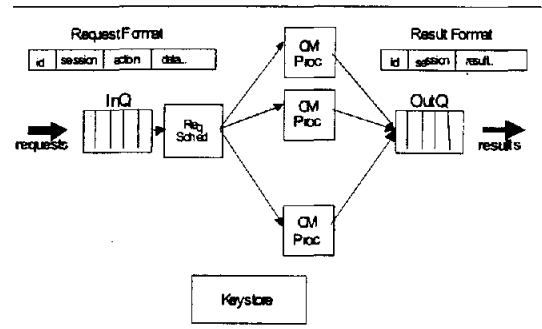 Request Format
id session action data..
Result Format
id session result..
CM
Proc
InQ
Req
Sched
CM
Proc
OutQ
requests
results
CM
Proc
Keystore